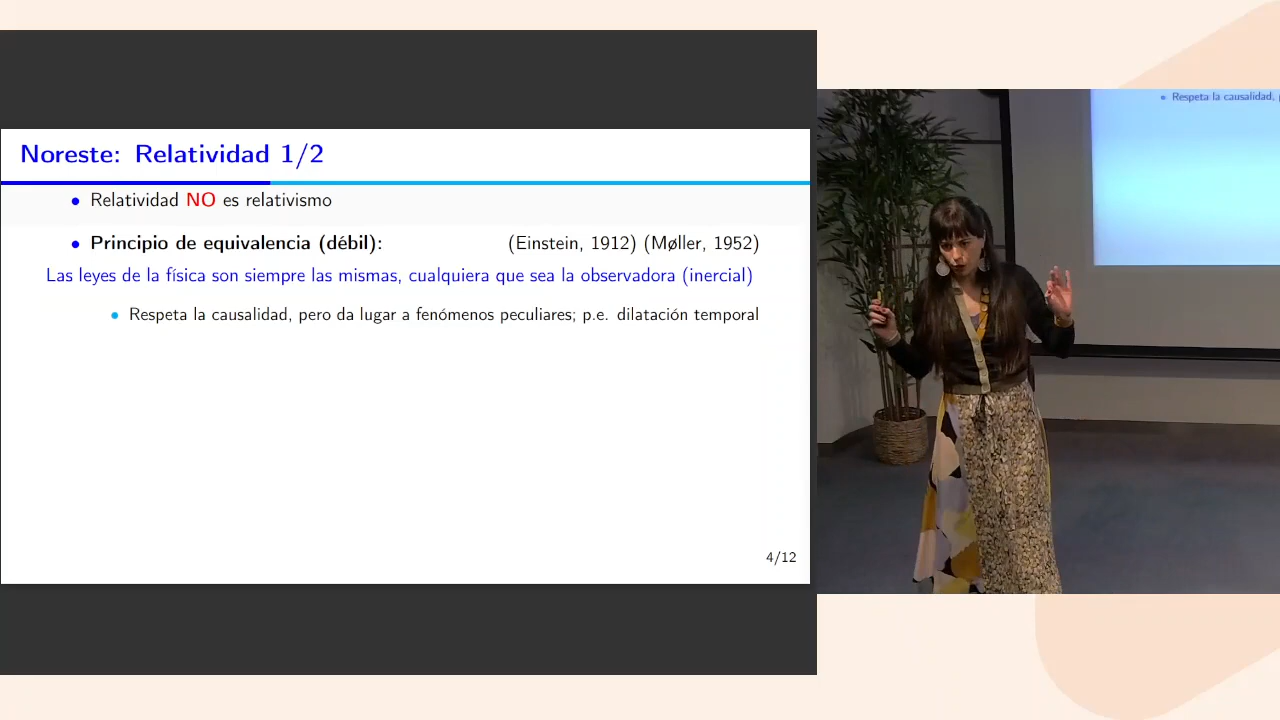 Noreste: Relatividad 1/2
• Relatividad NO es relativismo
• Principio de equivalencia (débil): (Einstein, 1912) (Møller, 1952)
Las leyes de la física son siempre las mismas, cualquiera que sea la observadora (inercial)
• Respeta la causalidad, pero da lugar a fenómenos peculiares; p.e. dilatación temporal
4/12
• Respeta la causalidad,